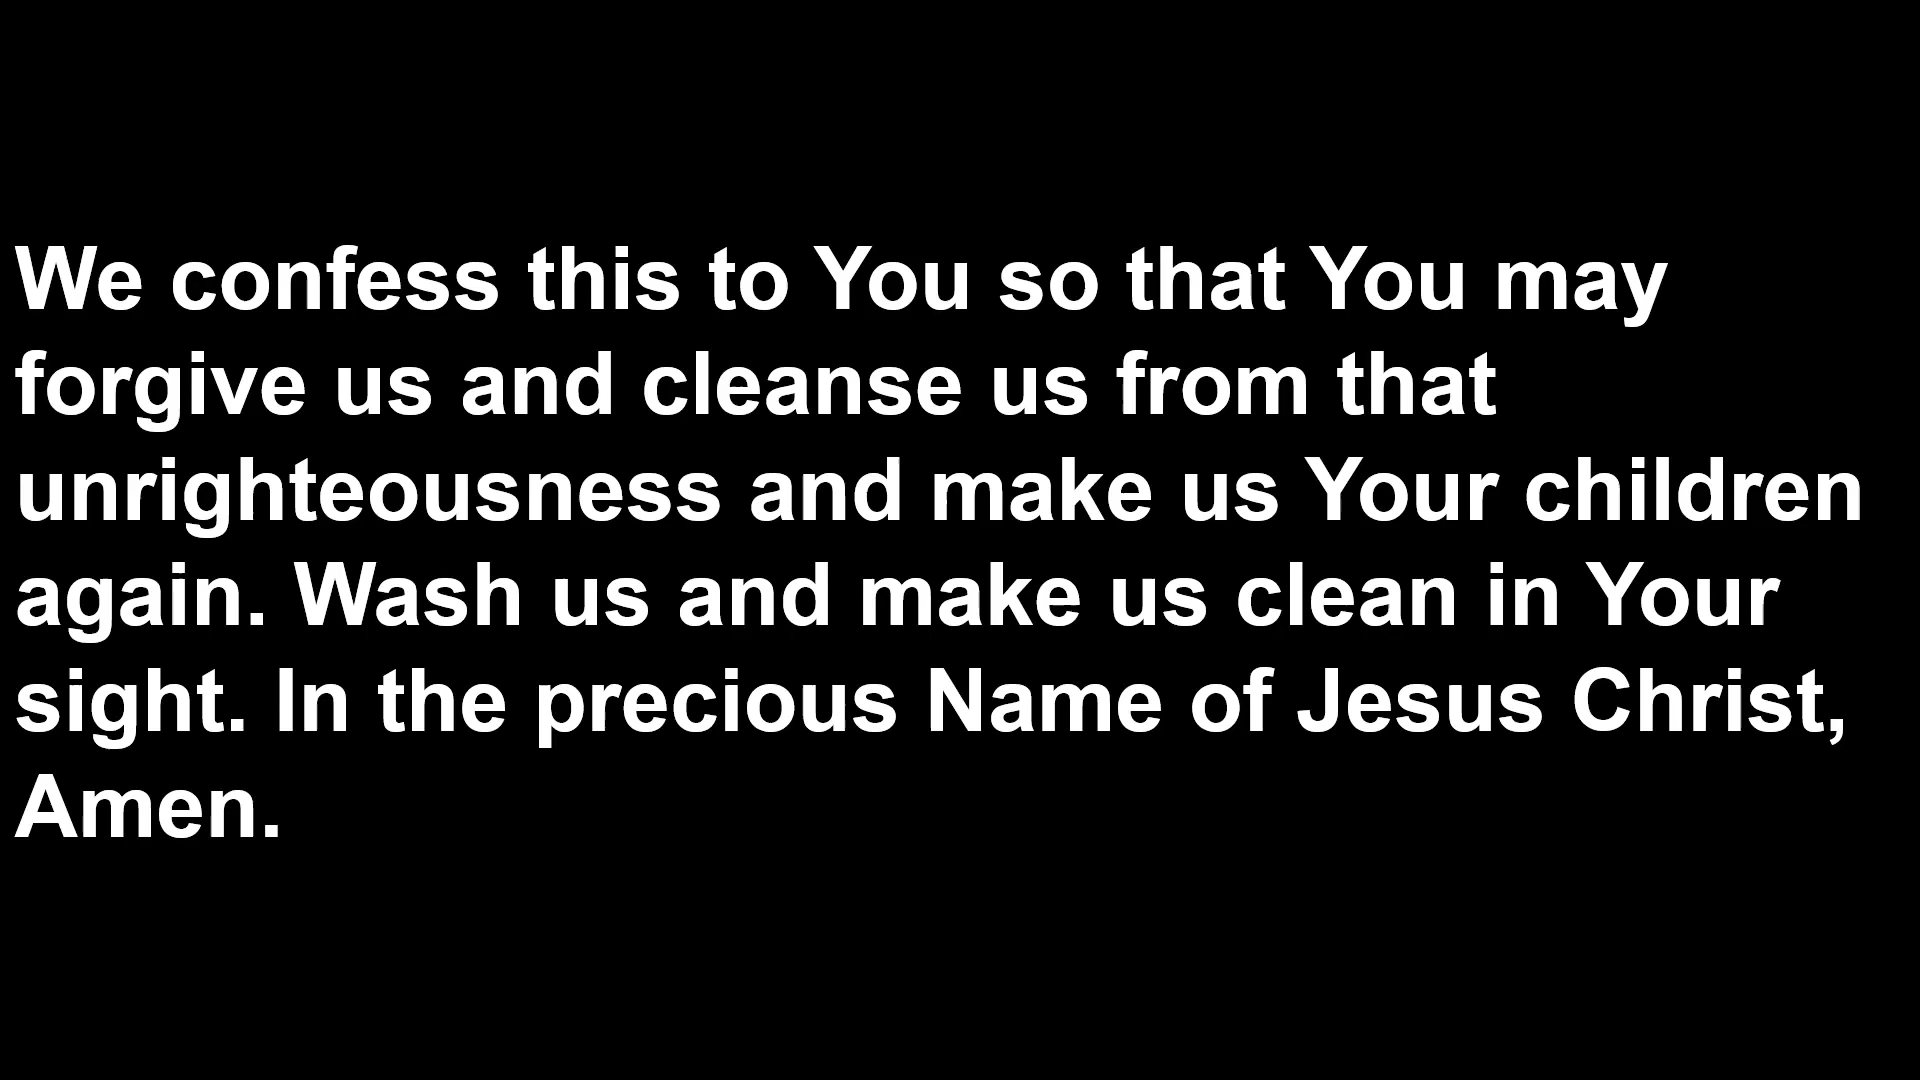 We confess this to You so that You may
forgive us and cleanse us from that
unrighteousness and make us Your children
again. Wash us and make us clean in Your
sight. In the precious Name of Jesus Christ,
Amen.